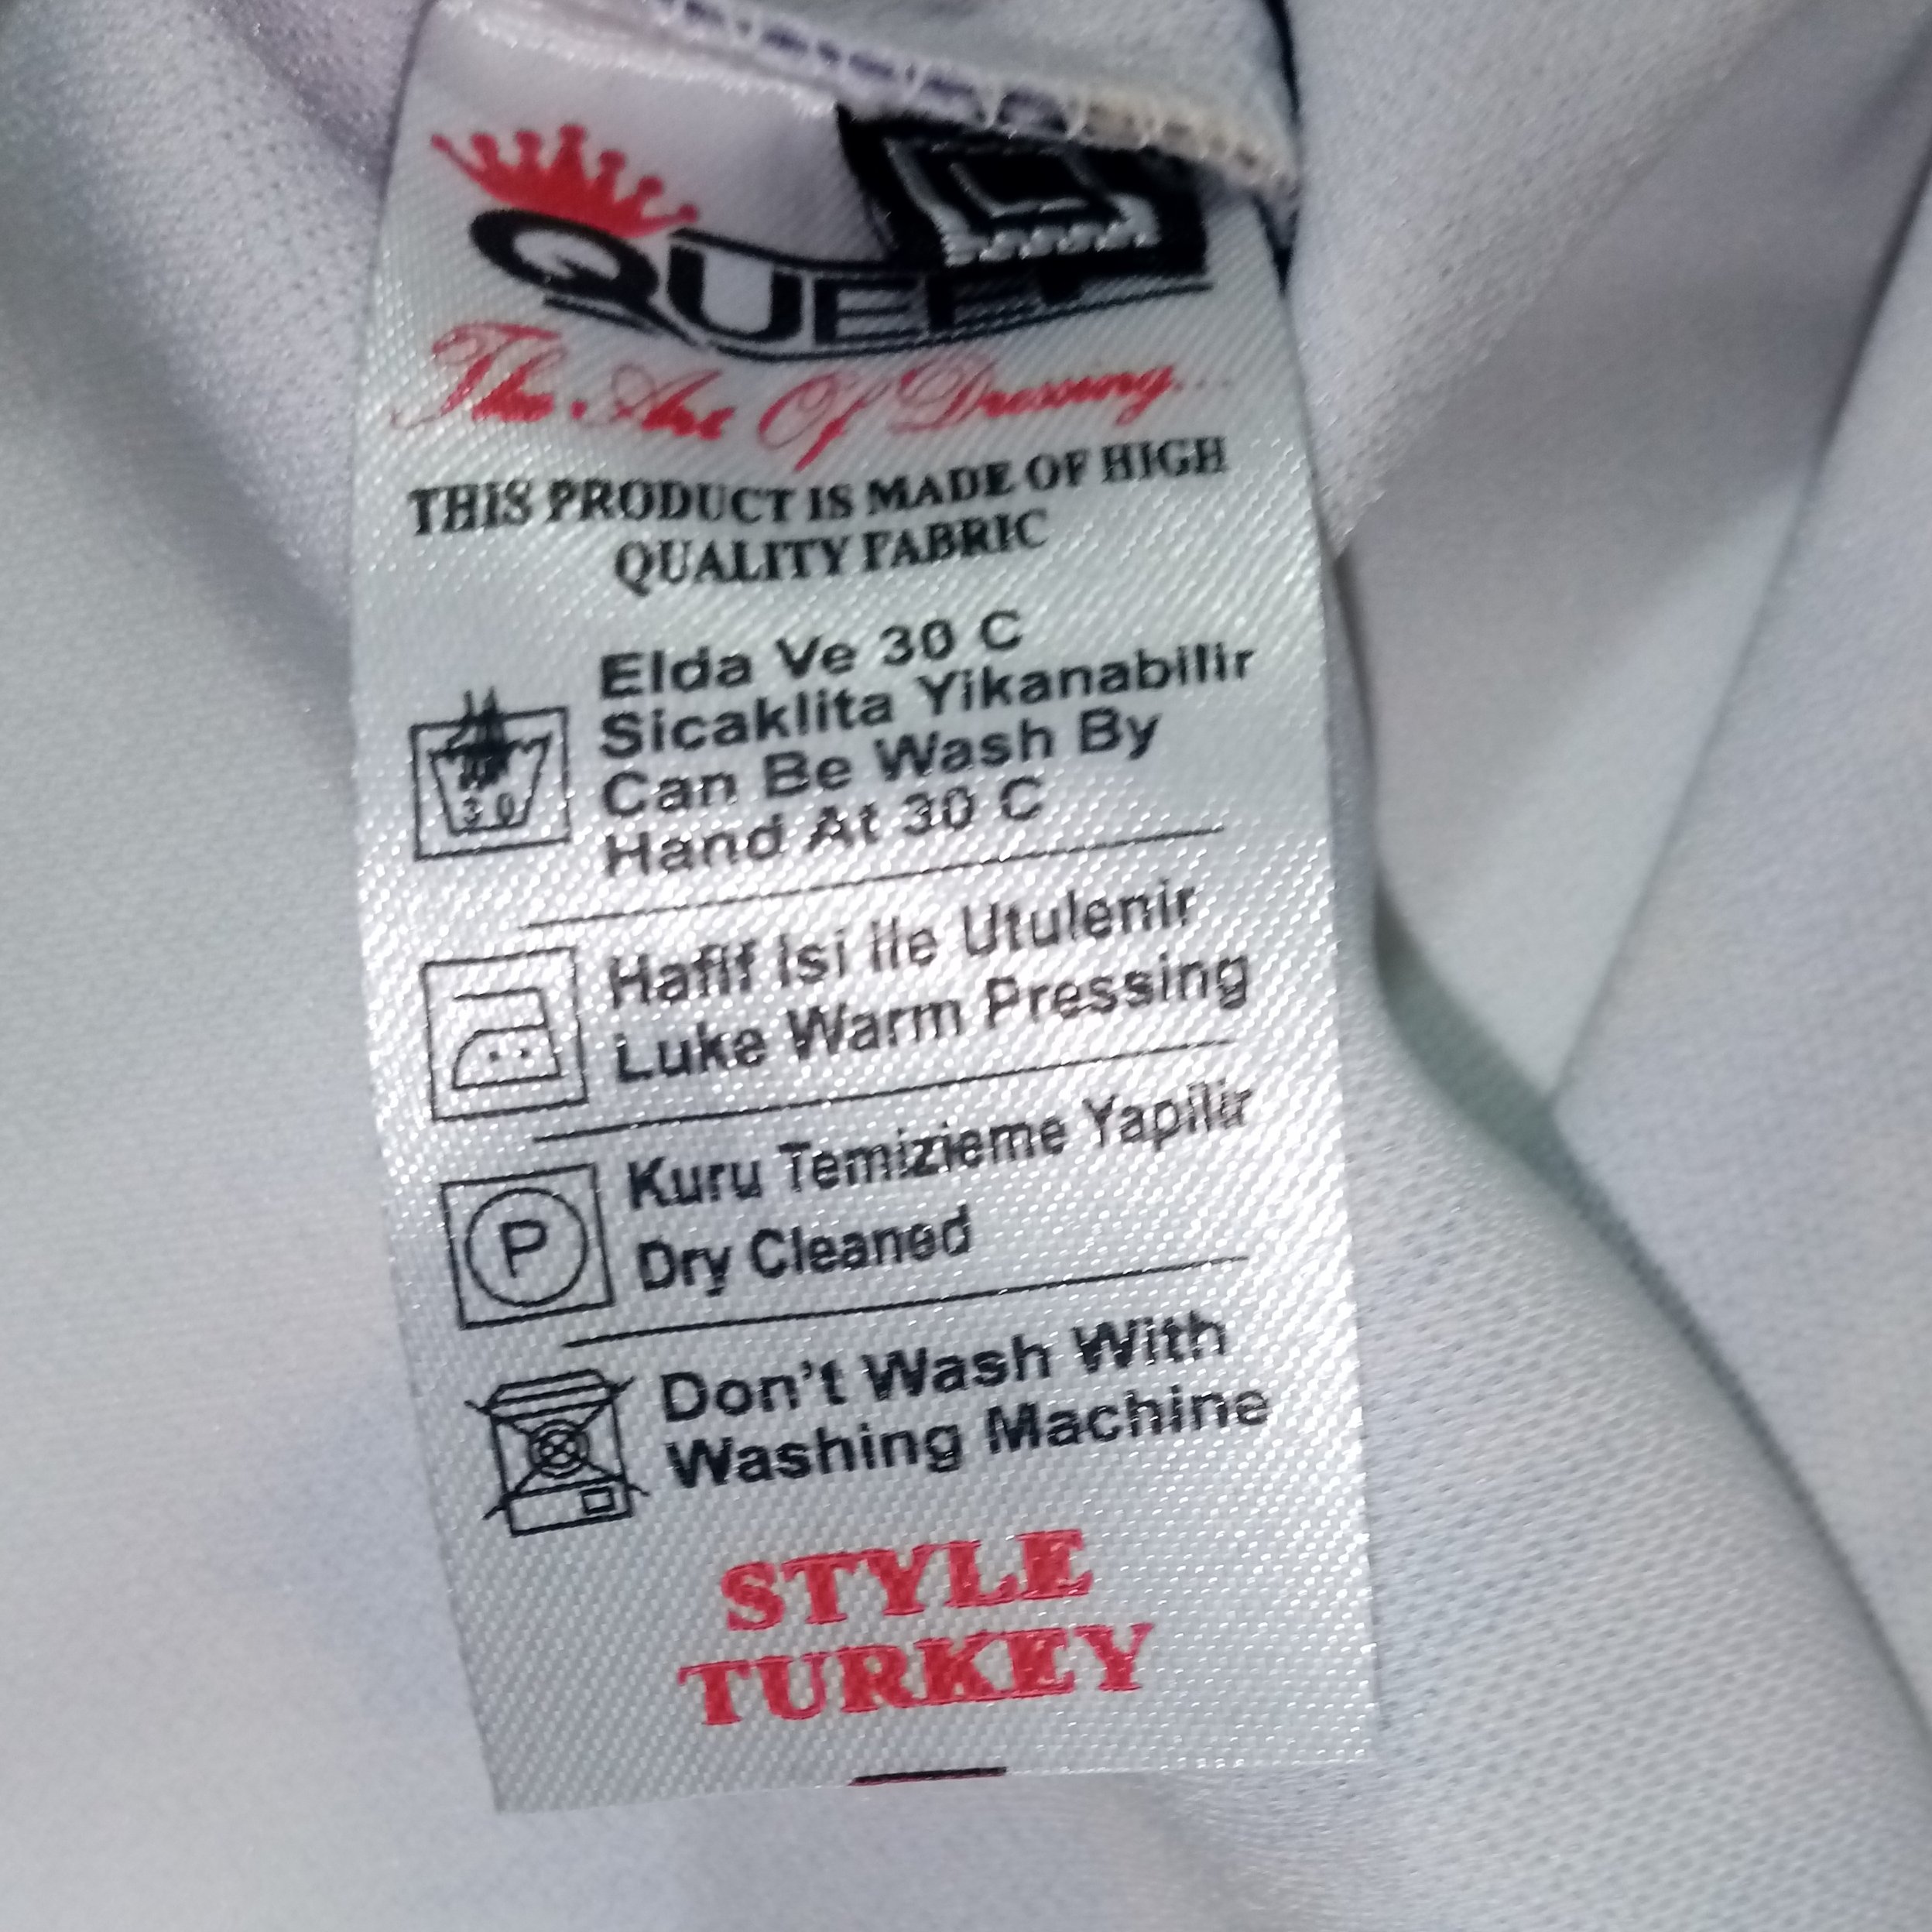 QUEEN
The Art Of Dressing...
THIS PRODUCT IS MADE OF HIGH
QUALITY FABRIC
Elda Ve 30 C
Sicaklita Yikanabilir
Can Be Wash By
Hand At 30 C
30
Hafif Isi Ile Utulenir
Luke Warm Pressing
Kuru Temizieme Yapilir
Dry Cleaned
P
Don't Wash With
Washing Machine
STYLE
TURKEY